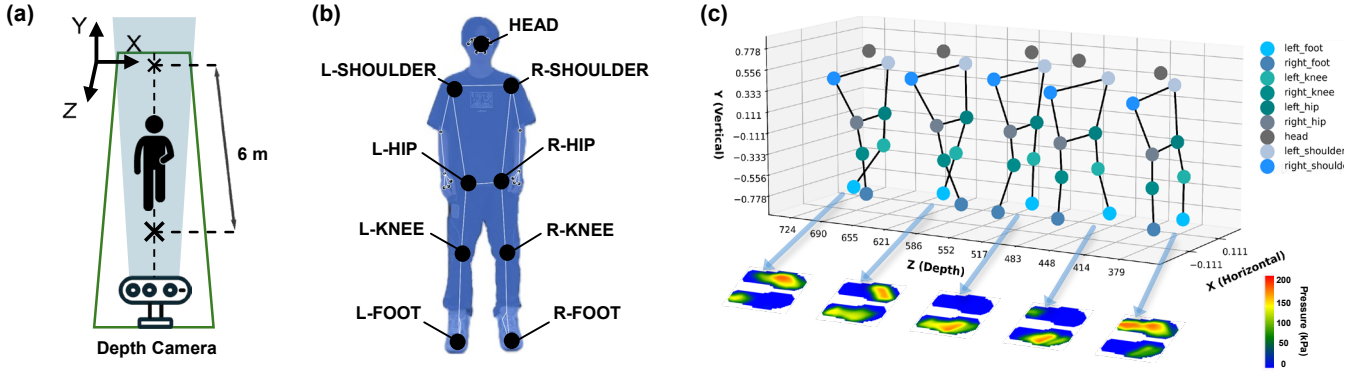 (a)
Y
X
Z
6 m
Depth Camera
(b)
HEAD
L-SHOULDER
R-SHOULDER
L-HIP
R-HIP
L-KNEE
R-KNEE
L-FOOT
R-FOOT
(c)
Y (Vertical)
0.778
0.556
0.333
0.111
−0.111
−0.333
−0.556
−0.778
724
690
655
621
586
552
517
483
448
414
379
Z (Depth)
−0.111
0.111
X (Horizontal)
left_foot
right_foot
left_knee
right_knee
left_hip
right_hip
head
left_shoulder
right_should
Pressure (kPa)
200
150
100
50
0